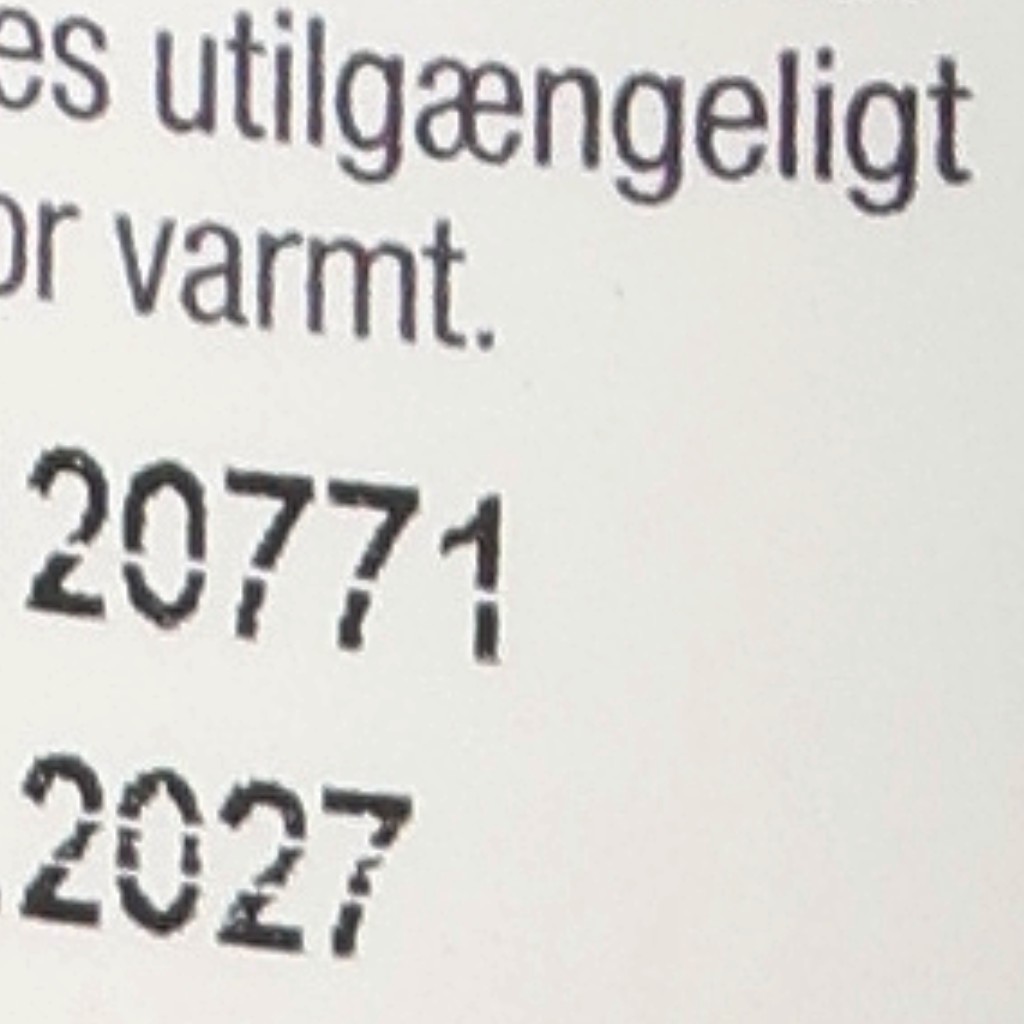 es utilgængeligt
or varmt.
20771
.2027